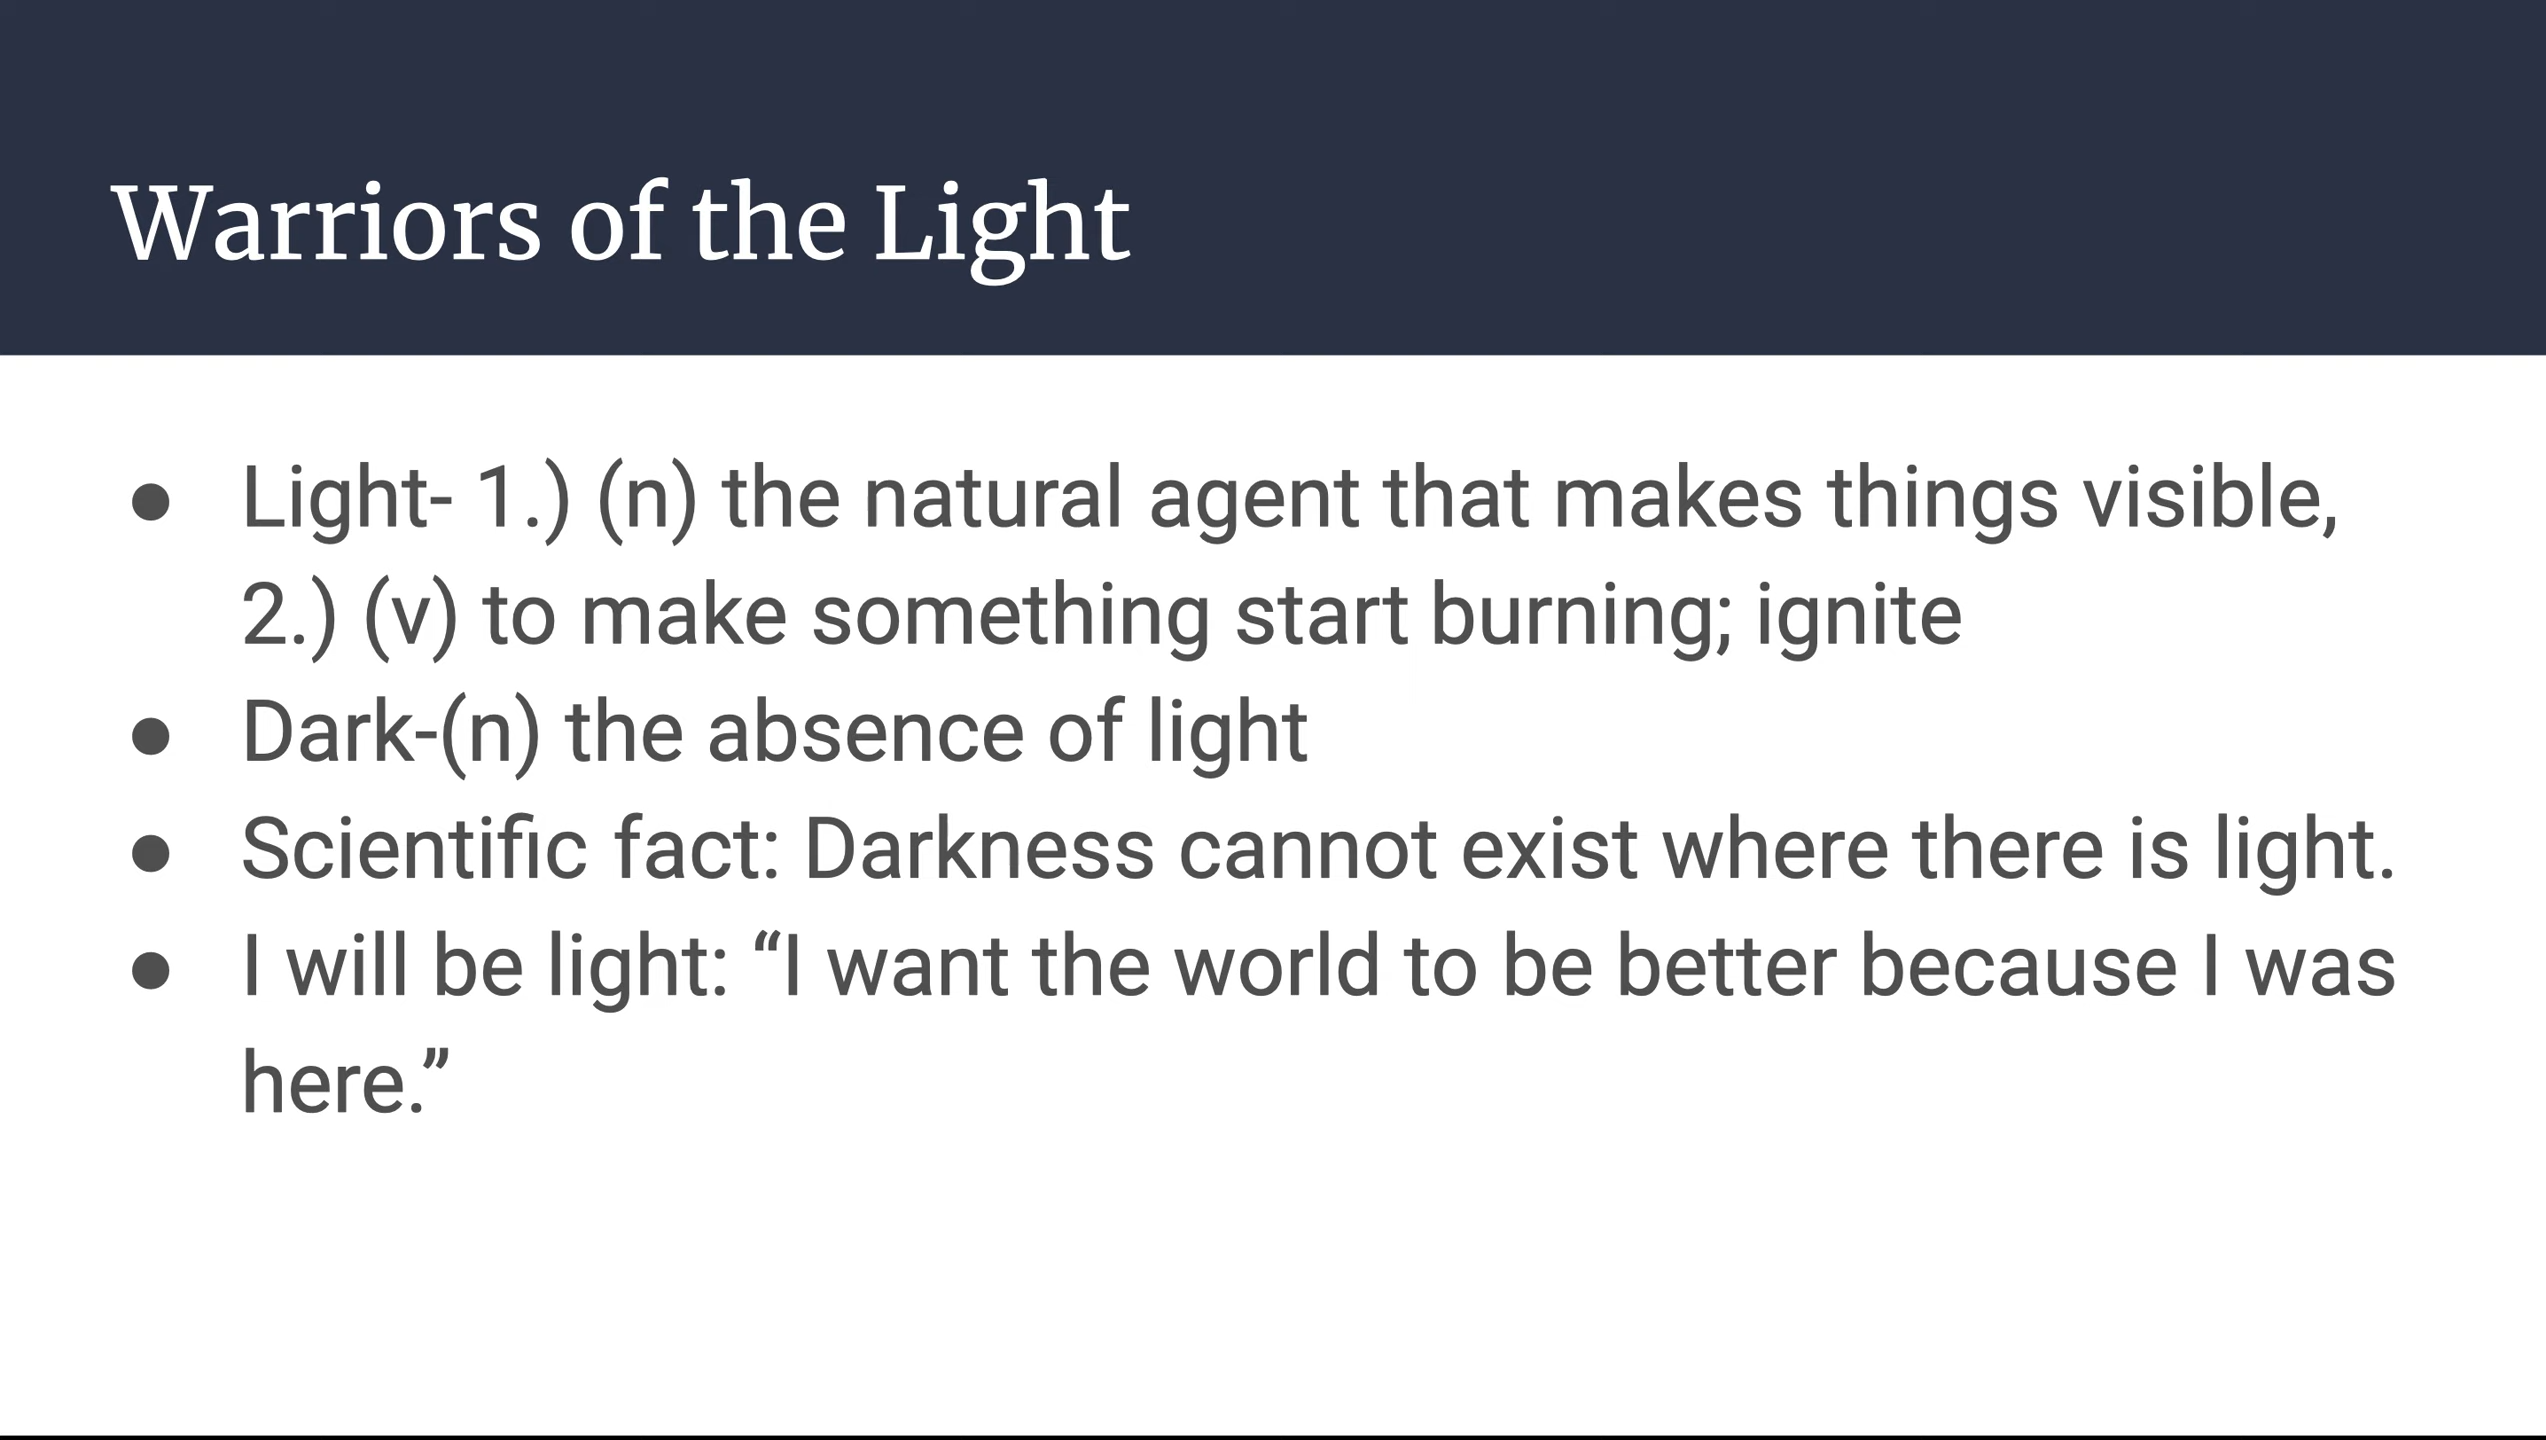 Warriors of the Light
● Light- 1.) (n) the natural agent that makes things visible,
2.) (v) to make something start burning; ignite
● Dark-(n) the absence of light
● Scientific fact: Darkness cannot exist where there is light.
● I will be light: “I want the world to be better because I was
here.”